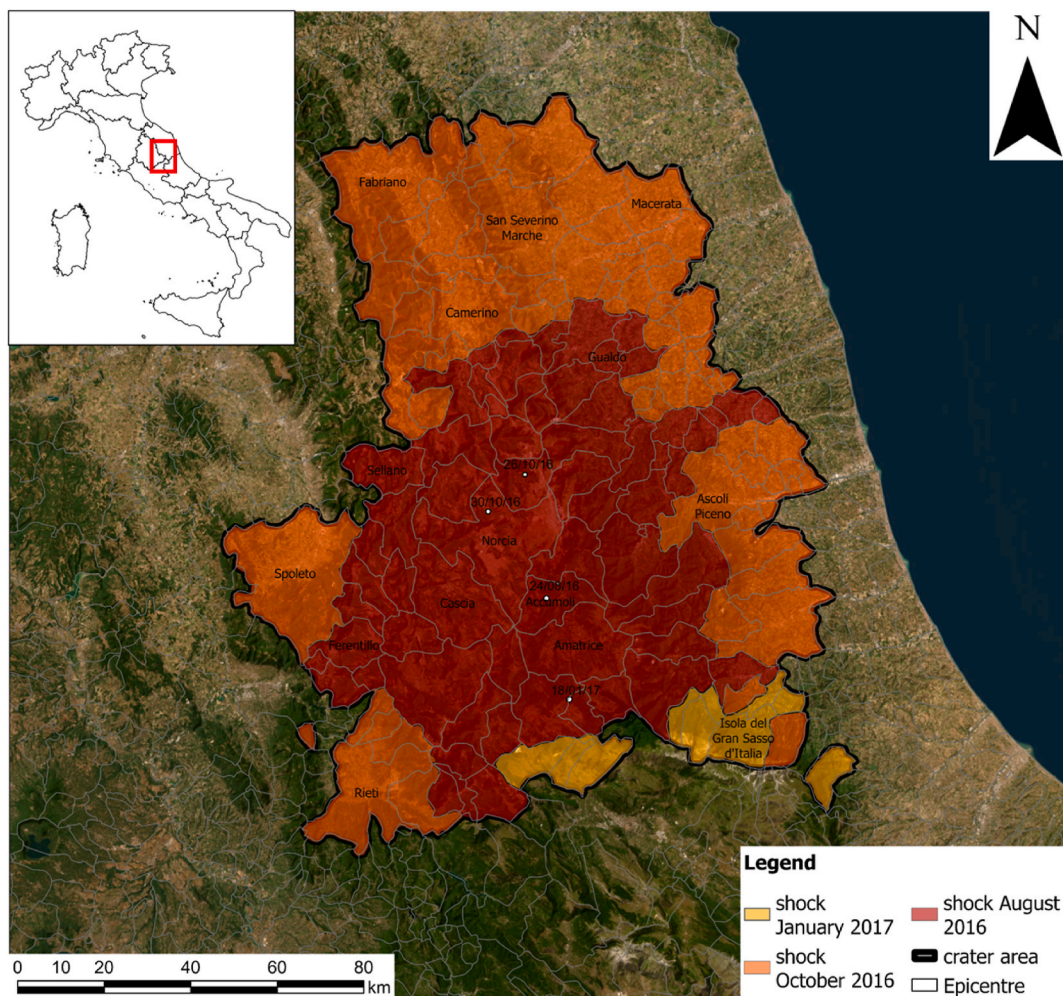 N
Fabriano
Macerata
San Severino
Marche
Camerino
Gualdo
Sellano
26/10/16
30/10/16
Ascoli
Piceno
Norcia
Spoleto
24/08/16
Cascia
Accumoli
Ferentillo
Amatrice
18/01/17
Isola del
Gran Sasso
d'Italia
Rieti
Legend
shock
January 2017
shock August
2016
shock
October 2016
crater area
Epicentre
0 10 20 40 60 80
km